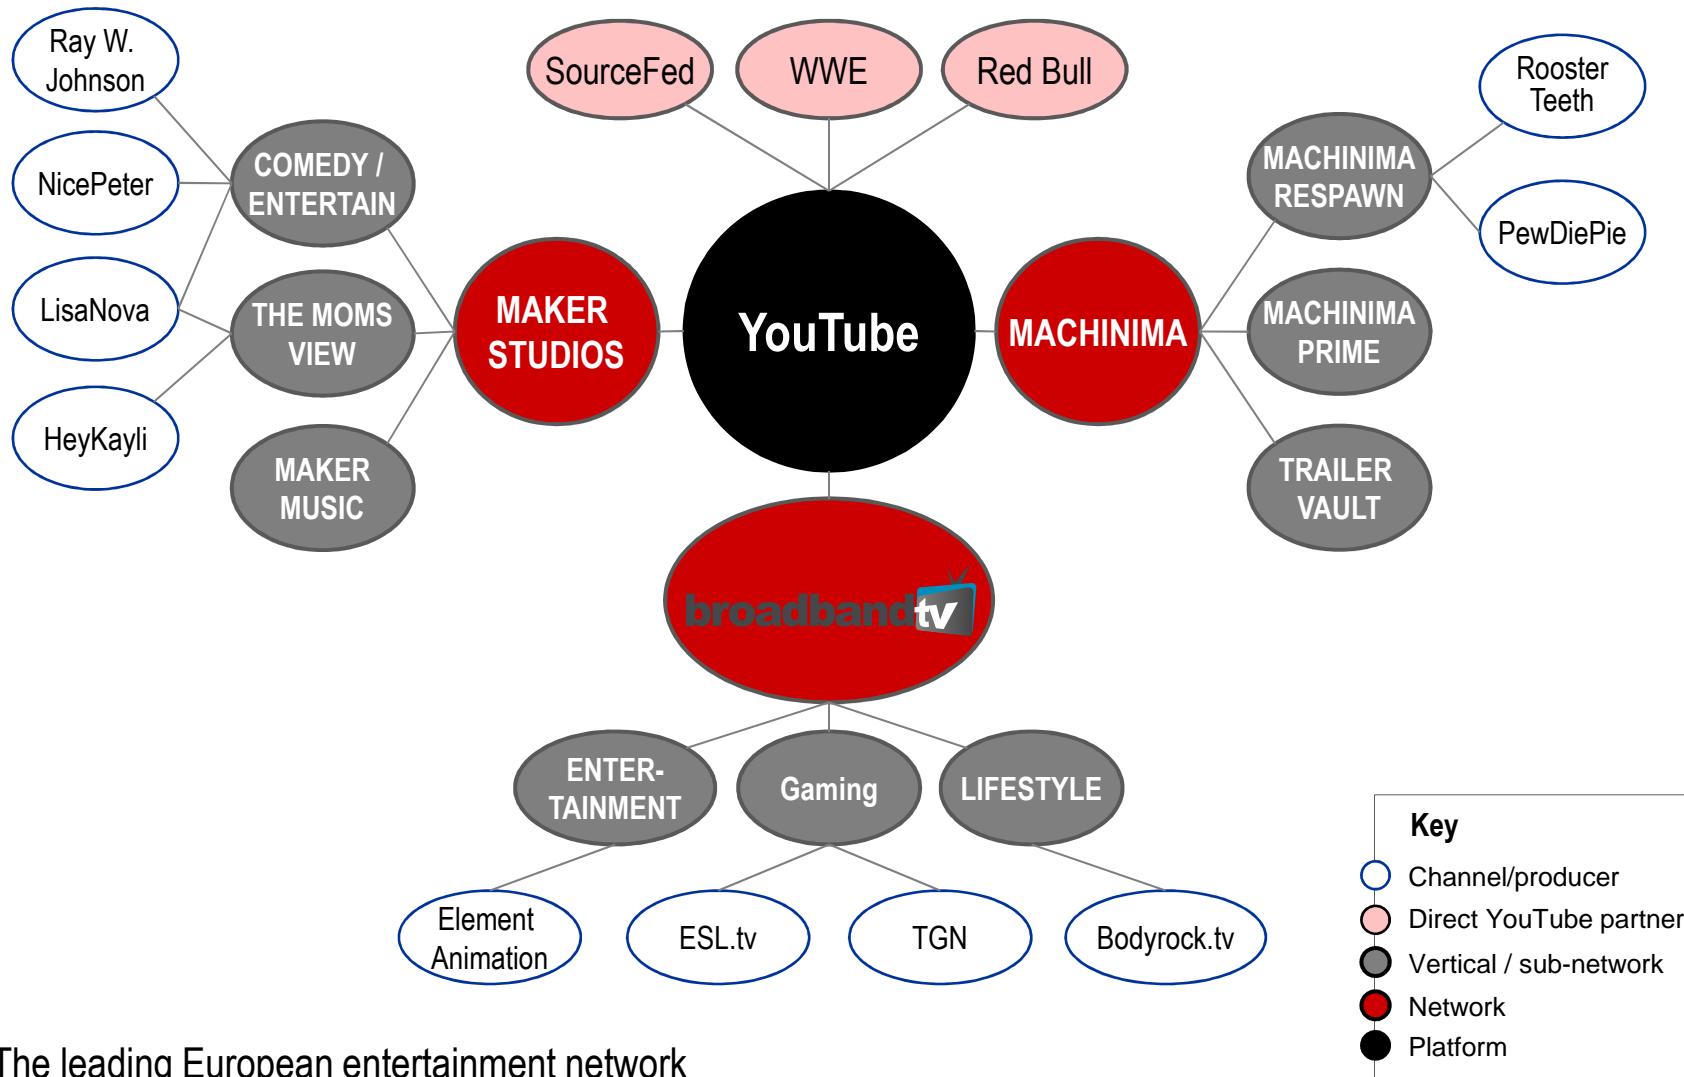 Ray W.
Johnson
SourceFed
WWE
Red Bull
Rooster
Teeth
COMEDY /
ENTERTAIN
MACHINIMA
RESPAWN
NicePeter
PewDiePie
LisaNova
THE MOMS
VIEW
MAKER
STUDIOS
YouTube
MACHINIMA
MACHINIMA
PRIME
HeyKayli
MAKER
MUSIC
TRAILER
VAULT
broadbandtv
ENTER-
TAINMENT
Gaming
LIFESTYLE
Element
Animation
ESL.tv
TGN
Bodyrock.tv
Key
Channel/producer
Direct YouTube partner
Vertical / sub-network
Network
Platform
The leading European entertainment network